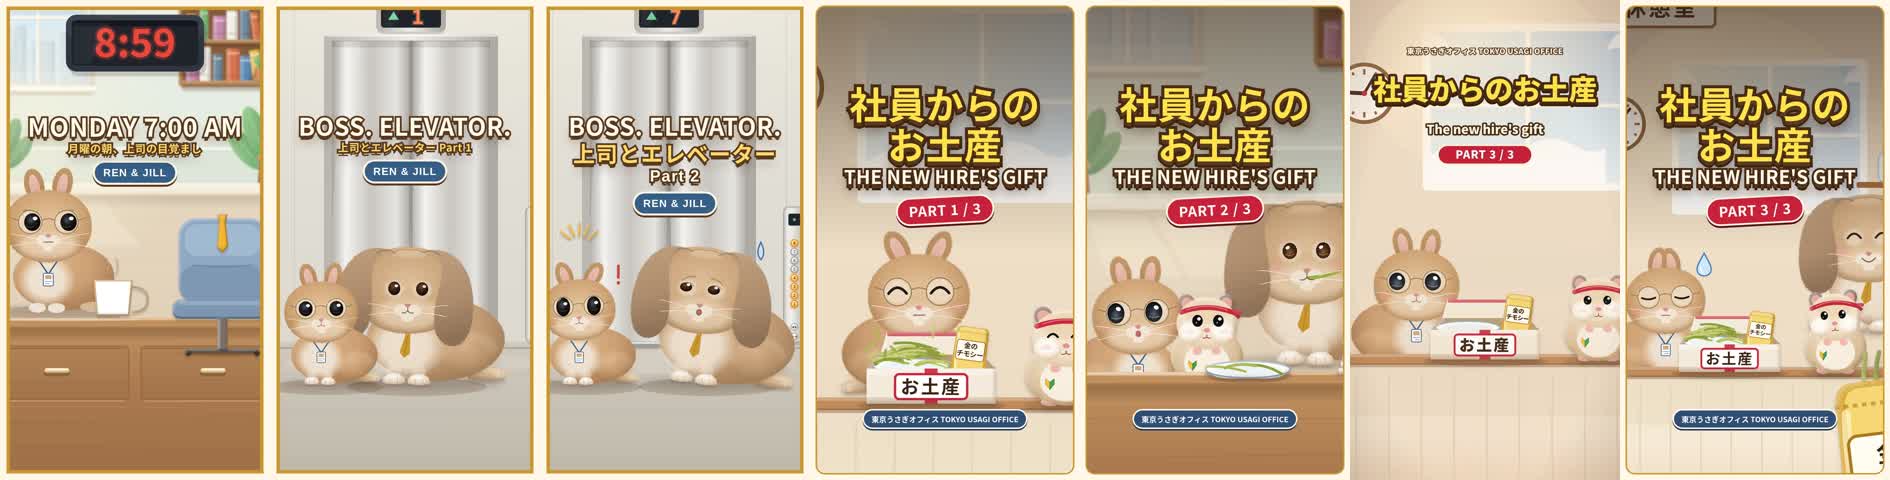 8:59
MONDAY 7:00 AM
月曜の朝、上司の目覚まし
REN & JILL
1
BOSS. ELEVATOR.
上司とエレベーター Part 1
REN & JILL
7
BOSS. ELEVATOR.
上司とエレベーター
Part 2
REN & JILL
社員からの
お土産
THE NEW HIRE'S GIFT
PART 1 / 3
金の
チモシー
お土産
東京うさぎオフィス TOKYO USAGI OFFICE
社員からの
お土産
THE NEW HIRE'S GIFT
PART 2 / 3
東京うさぎオフィス TOKYO USAGI OFFICE
東京うさぎオフィス TOKYO USAGI OFFICE
社員からのお土産
The new hire's gift
PART 3 / 3
金の
チモシー
お土産
休憩室
社員からの
お土産
THE NEW HIRE'S GIFT
PART 3 / 3
金の
チモシー
お土産
東京うさぎオフィス TOKYO USAGI OFFICE